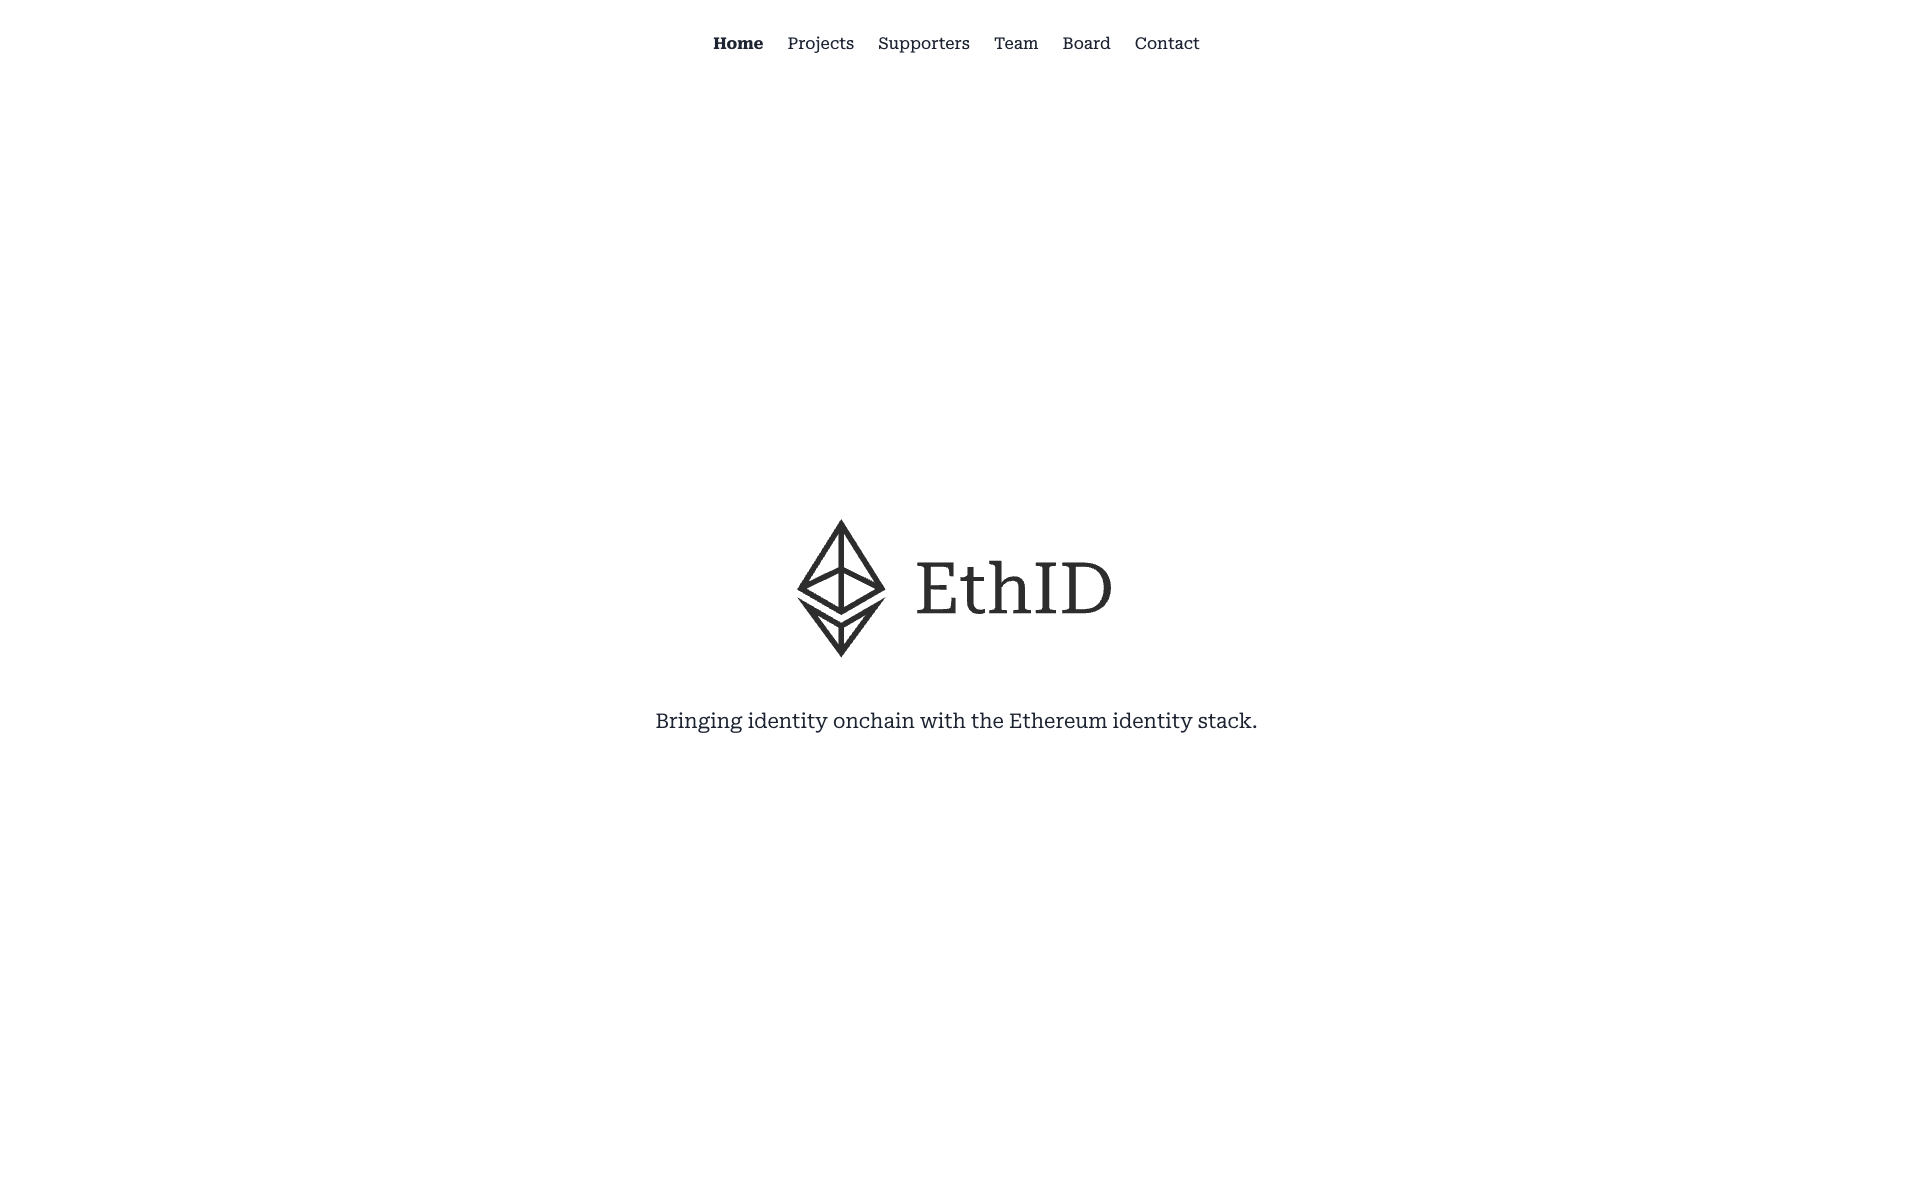 Home Projects Supporters Team Board Contact
EthID
Bringing identity onchain with the Ethereum identity stack.